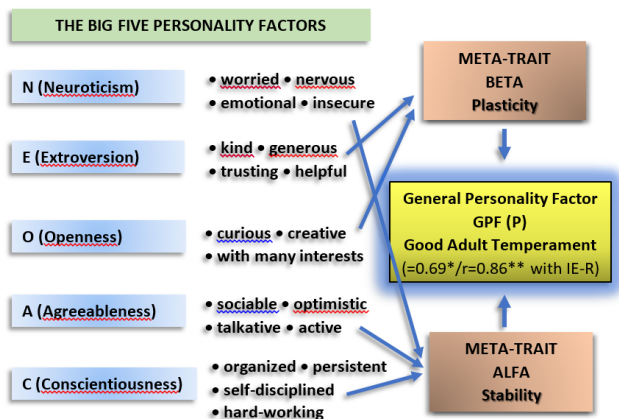 THE BIG FIVE PERSONALITY FACTORS
N (Neuroticism)
• worried • nervous
• emotional • insecure
E (Extroversion)
• kind • generous
• trusting • helpful
O (Openness)
• curious • creative
• with many interests
A (Agreeableness)
• sociable • optimistic
• talkative • active
C (Conscientiousness)
• organized • persistent
• self-disciplined
• hard-working
META-TRAIT
BETA
Plasticity
General Personality Factor
GPF (P)
Good Adult Temperament
(=0.69*/r=0.86** with IE-R)
META-TRAIT
ALFA
Stability